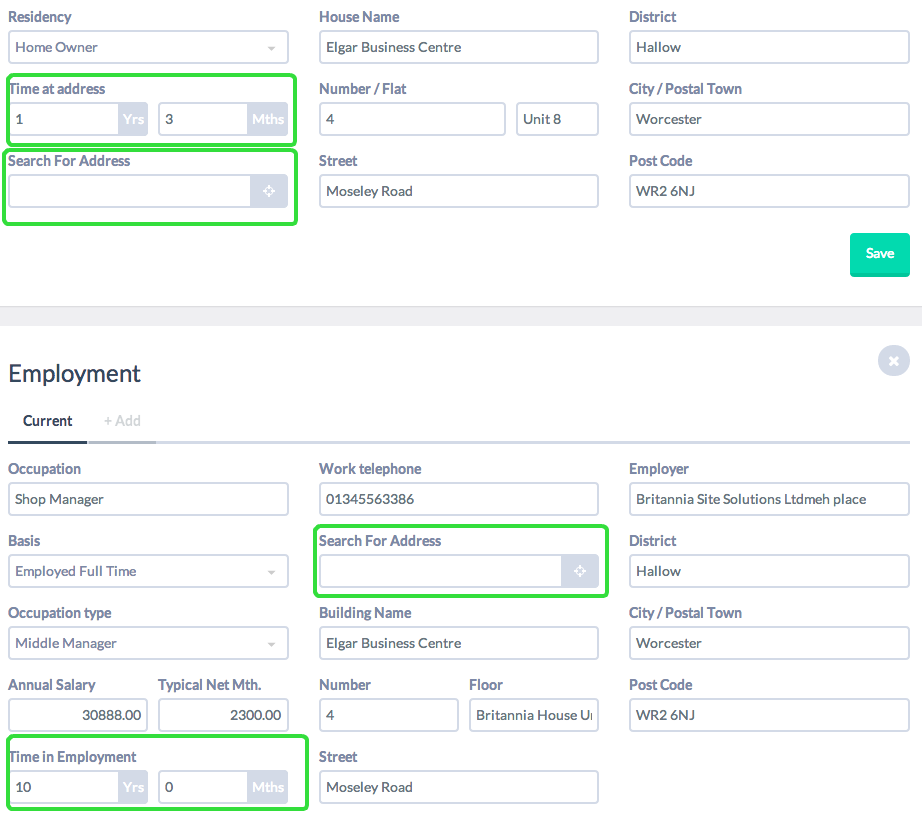 Residency House Name District
Home Owner Elgar Business Centre Hallow
Time at address Number / Flat City / Postal Town
1 Yrs 3 Mths 4 Unit 8 Worcester
Search For Address Street Post Code
Moseley Road WR2 6NJ
Save
Employment
Current + Add
Occupation Work telephone Employer
Shop Manager 01345563386 Britannia Site Solutions Ltdmeh place
Basis Search For Address District
Employed Full Time Hallow
Occupation type Building Name City / Postal Town
Middle Manager Elgar Business Centre Worcester
Annual Salary Typical Net Mth. Number Floor Post Code
30888.00 2300.00 4 Britannia House Un WR2 6NJ
Time in Employment Street
10 Yrs 0 Mths Moseley Road